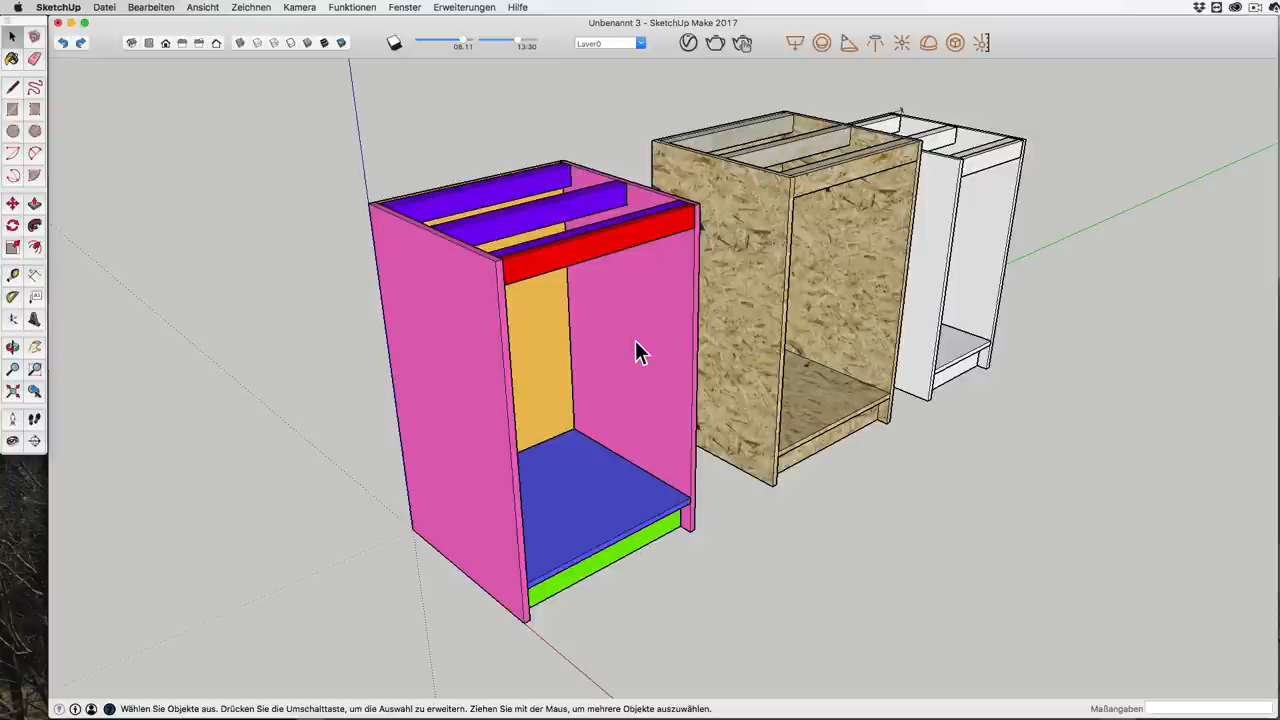 SketchUp Datei Bearbeiten Ansicht Zeichnen Kamera Funktionen Fenster Erweiterungen Hilfe
Unbenannt 3 - SketchUp Make 2017
08.11 13:30 Layer0
Wählen Sie Objekte aus. Drücken Sie die Umschalttaste, um die Auswahl zu erweitern. Ziehen Sie mit der Maus, um mehrere Objekte auszuwählen. Maßangaben